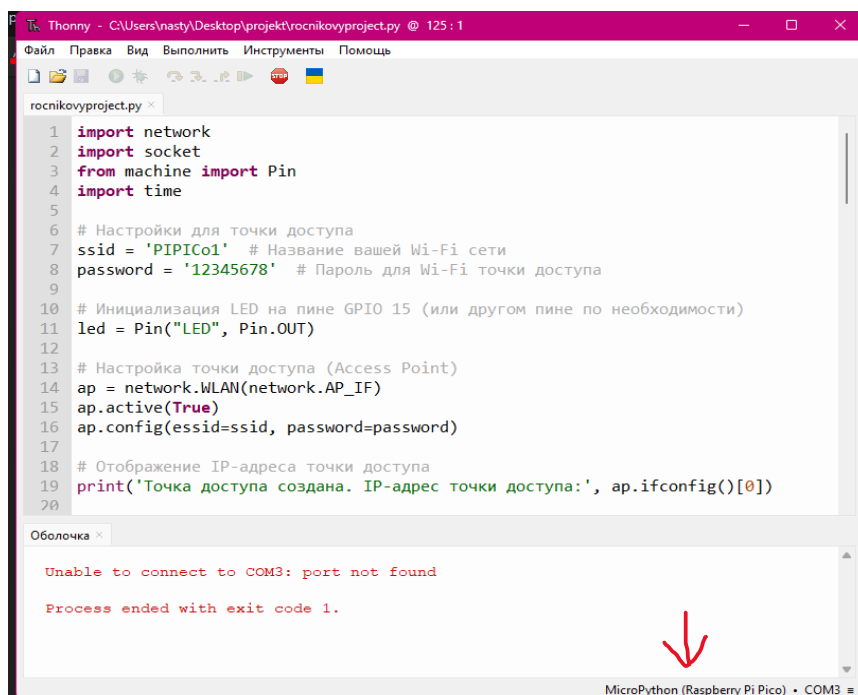 Thonny - C:\Users\nasty\Desktop\projekt\rocnikovyproject.py @ 125 : 1
Файл Правка Вид Выполнить Инструменты Помощь
STOP
rocnikovyproject.py
1 import network
2 import socket
3 from machine import Pin
4 import time
5
6 # Настройки для точки доступа
7 ssid = 'PIPICo1'  # Название вашей Wi-Fi сети
8 password = '12345678'  # Пароль для Wi-Fi точки доступа
9
10 # Инициализация LED на пине GPIO 15 (или другом пине по необходимости)
11 led = Pin("LED", Pin.OUT)
12
13 # Настройка точки доступа (Access Point)
14 ap = network.WLAN(network.AP_IF)
15 ap.active(True)
16 ap.config(essid=ssid, password=password)
17
18 # Отображение IP-адреса точки доступа
19 print('Точка доступа создана. IP-адрес точки доступа:', ap.ifconfig()[0])
20
Оболочка
Unable to connect to COM3: port not found
Process ended with exit code 1.
MicroPython (Raspberry Pi Pico) • COM3 ≡